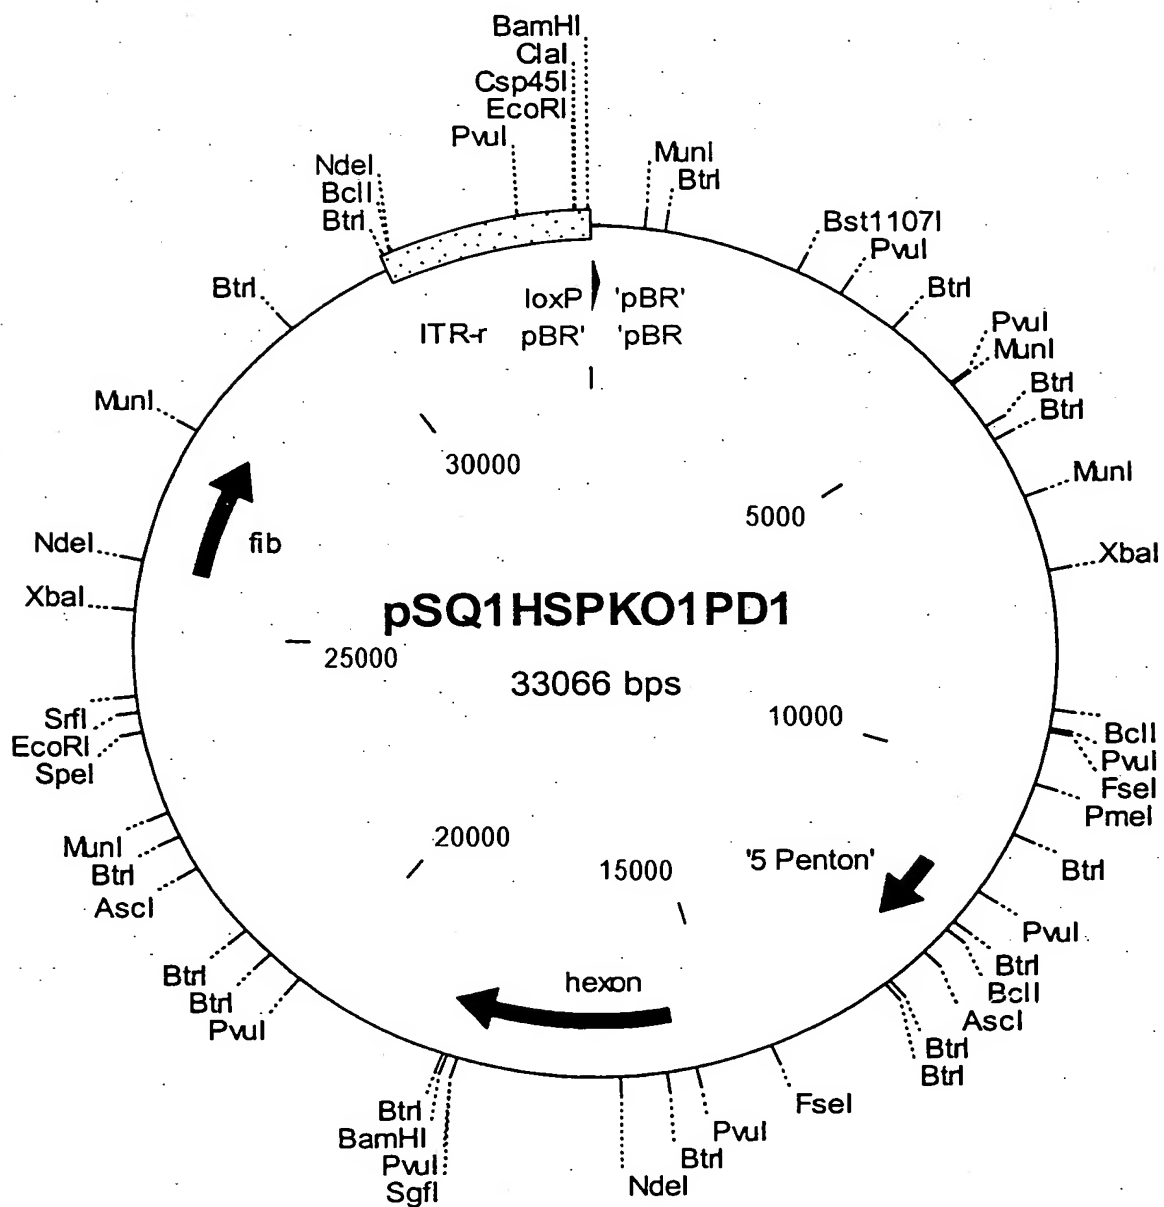 BamHI
ClaI
Csp45I
EcoRI
PvuI
NdeI
BclI
BtrI
BtrI
MunI
NdeI
XbaI
SrfI
EcoRI
SpeI
MunI
BtrI
AscI
BtrI
BtrI
PvuI
BtrI
BamHI
PvuI
SgfI
MunI
BtrI
Bst1107I
PvuI
BtrI
PvuI
MunI
BtrI
BtrI
MunI
XbaI
BclI
PvuI
FseI
PmeI
BtrI
PvuI
BtrI
BclI
AscI
BtrI
BtrI
FseI
PvuI
BtrI
NdeI
loxP 'pBR'
ITR-r pBR' 'pBR
30000
5000
fib
pSQ1HSPKO1PD1
25000
33066 bps
10000
20000
15000
'5 Penton'
hexon